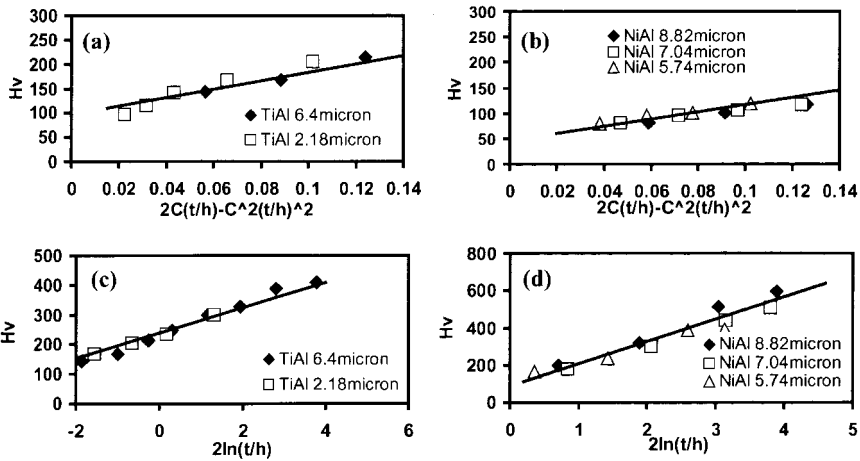 (a)
Hv
300
250
200
150
100
50
0
TiAl 6.4micron
TiAl 2.18micron
0 0.02 0.04 0.06 0.08 0.1 0.12 0.14
2C(t/h)-C^2(t/h)^2
(b)
Hv
300
250
200
150
100
50
0
NiAl 8.82micron
NiAl 7.04micron
NiAl 5.74micron
0 0.02 0.04 0.06 0.08 0.1 0.12 0.14
2C(t/h)-C^2(t/h)^2
(c)
Hv
500
400
300
200
100
0
TiAl 6.4micron
TiAl 2.18micron
-2 0 2 4 6
2ln(t/h)
(d)
Hv
800
600
400
200
0
NiAl 8.82micron
NiAl 7.04micron
NiAl 5.74micron
0 1 2 3 4 5
2ln(t/h)